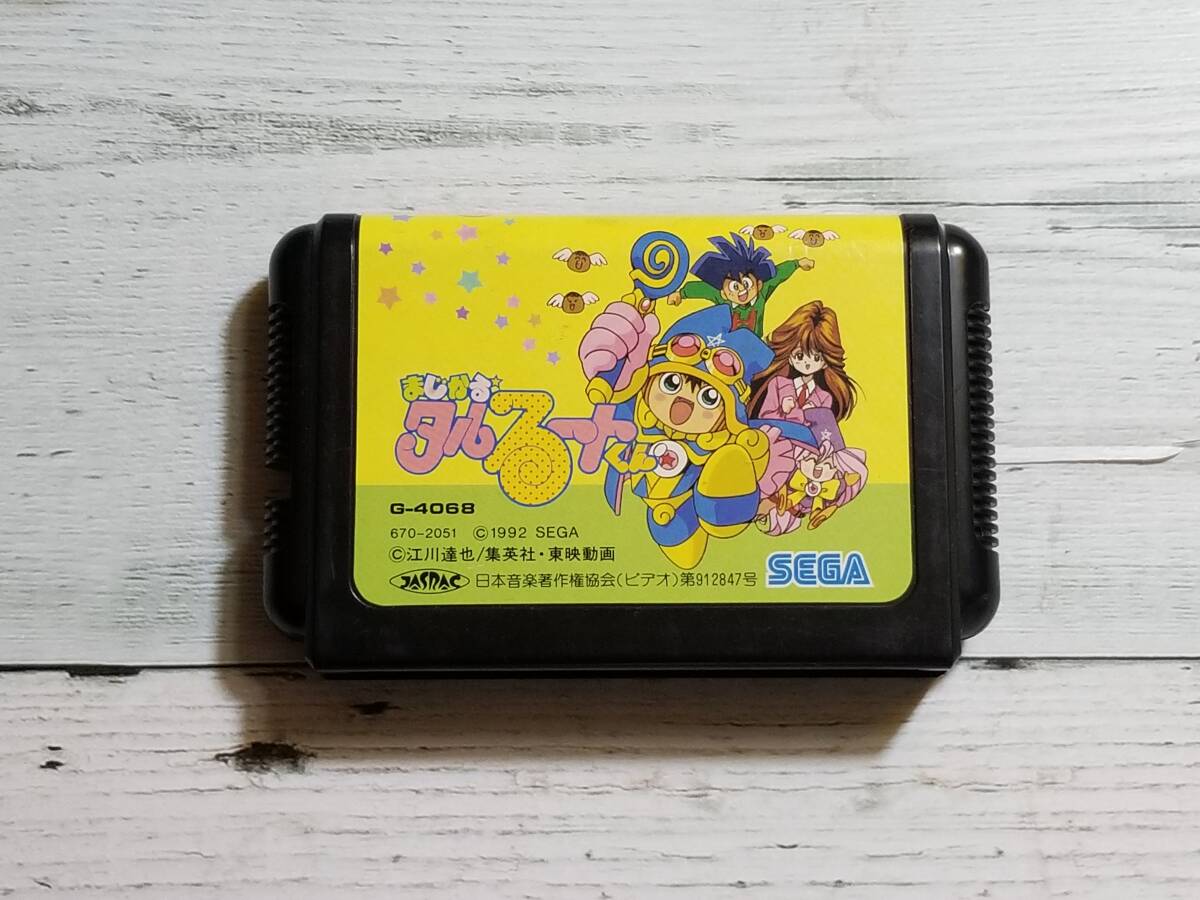 まじかる
タルるートくん
G-4068
670-2051 ©1992 SEGA
©江川達也/集英社・東映動画
JASRAC 日本音楽著作権協会(ビデオ)第912847号
SEGA